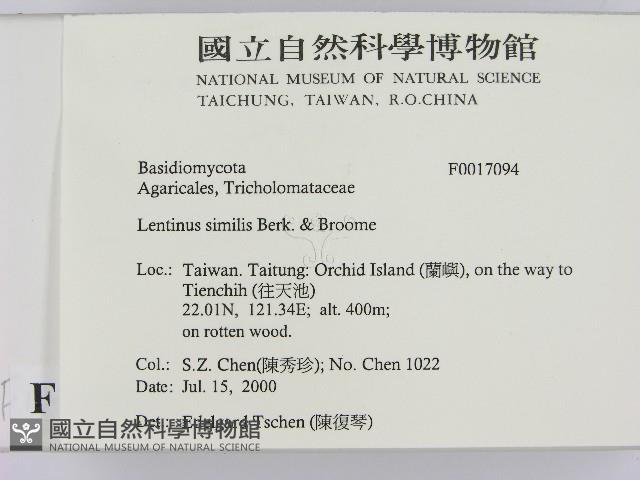 國立自然科學博物館
NATIONAL MUSEUM OF NATURAL SCIENCE
TAICHUNG, TAIWAN, R.O.CHINA
Basidiomycota F0017094
Agaricales, Tricholomataceae
Lentinus similis Berk. & Broome
Loc.: Taiwan. Taitung: Orchid Island (蘭嶼), on the way to
Tienchih (往天池)
22.01N, 121.34E; alt. 400m;
on rotten wood.
Col.: S.Z. Chen(陳秀珍); No. Chen 1022
Date: Jul. 15, 2000
F
Det.: Edelgard Tschen (陳復琴)
國立自然科學博物館
NATIONAL MUSEUM OF NATURAL SCIENCE